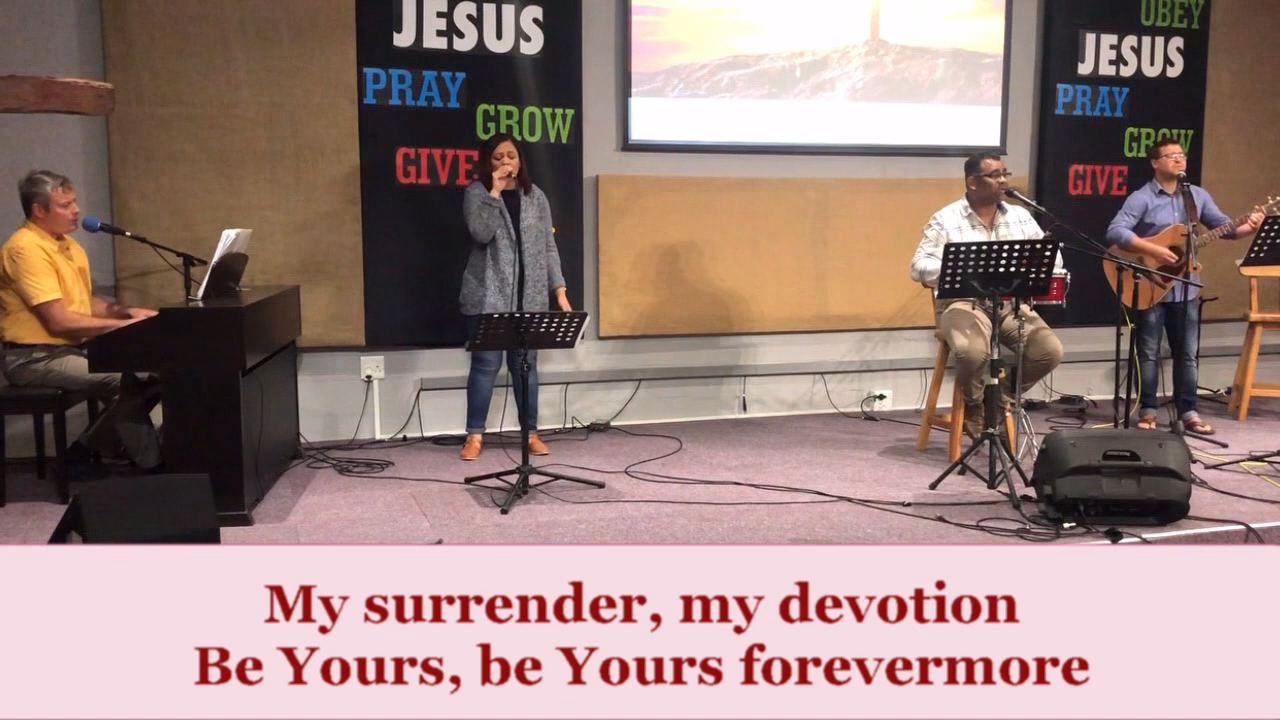 JESUS
PRAY
GROW
GIVE
OBEY
JESUS
PRAY
GROW
GIVE
My surrender, my devotion
Be Yours, be Yours forevermore